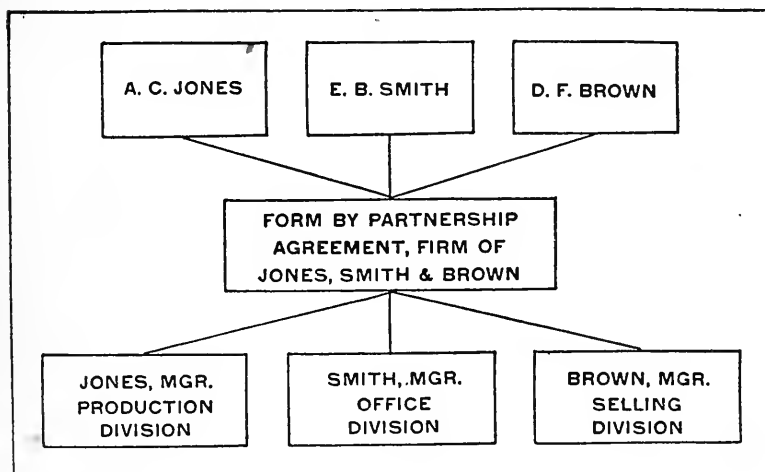 A. C. JONES
E. B. SMITH
D. F. BROWN
FORM BY PARTNERSHIP
AGREEMENT, FIRM OF
JONES, SMITH & BROWN
JONES, MGR.
PRODUCTION
DIVISION
SMITH, MGR.
OFFICE
DIVISION
BROWN, MGR.
SELLING
DIVISION